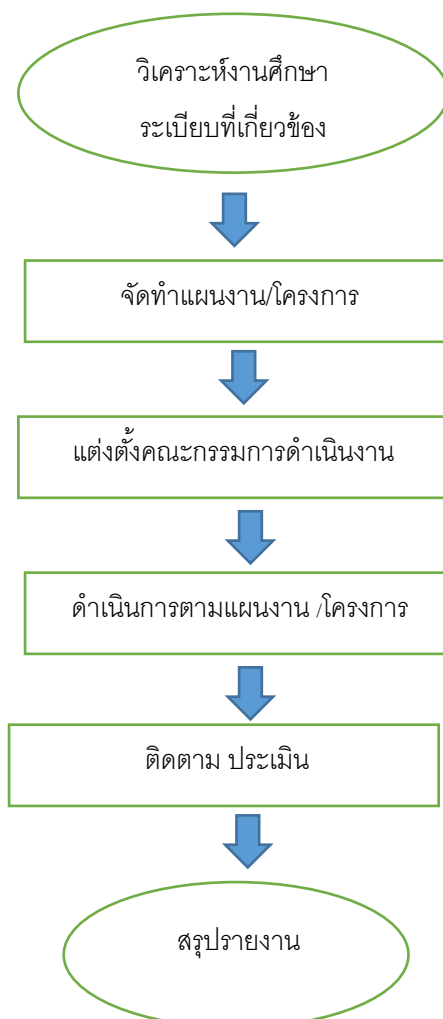 วิเคราะห์งานศึกษา
ระเบียบที่เกี่ยวข้อง
จัดทำแผนงาน/โครงการ
แต่งตั้งคณะกรรมการดำเนินงาน
ดำเนินการตามแผนงาน /โครงการ
ติดตาม ประเมิน
สรุปรายงาน